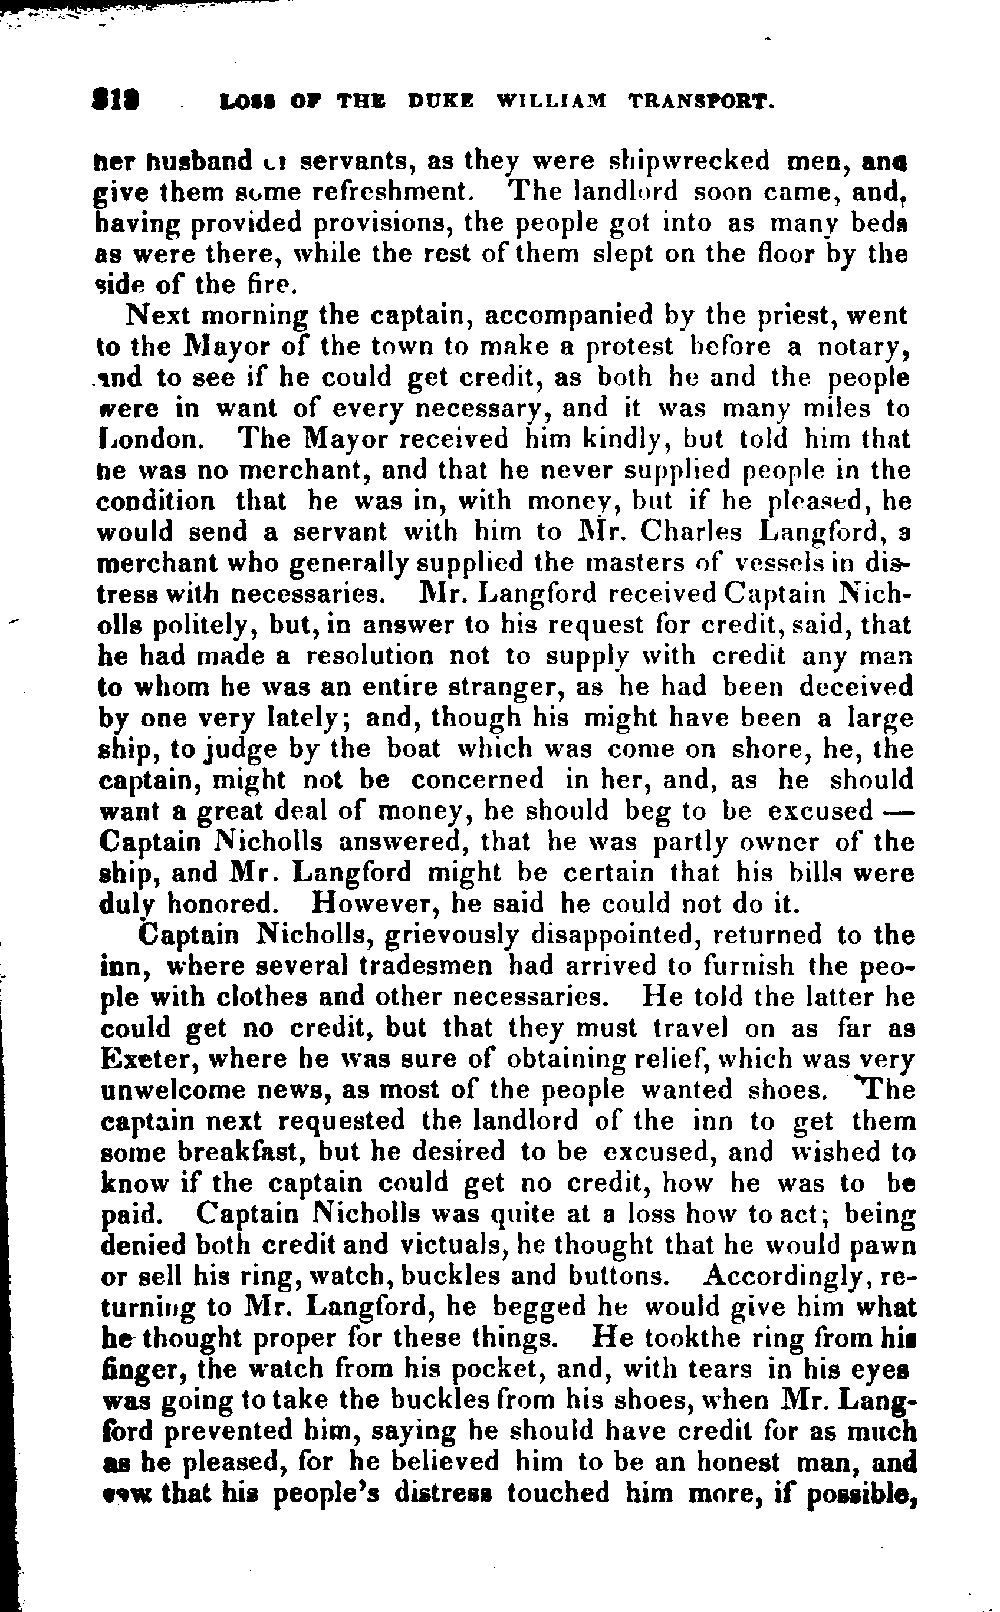 LOSS OF THE DUKE WILLIAM TRANSPORT.
her husband servants, as they were shipwrecked men, and
give them some refreshment. The landlord soon came, and,
having provided provisions, the people got into as many beds
as were there, while the rest of them slept on the floor by the
side of the fire.
Next morning the captain, accompanied by the priest, went
to the Mayor of the town to make a protest before a notary,
and to see if he could get credit, as both he and the people
were in want of every necessary, and it was many miles to
London. The Mayor received him kindly, but told him that
he was no merchant, and that he never supplied people in the
condition that he was in, with money, but if he pleased, he
would send a servant with him to Mr. Charles Langford, a
merchant who generally supplied the masters of vessels in dis-
tress with necessaries. Mr. Langford received Captain Nich-
olls politely, but, in answer to his request for credit, said, that
he had made a resolution not to supply with credit any man
to whom he was an entire stranger, as he had been deceived
by one very lately; and, though his might have been a large
ship, to judge by the boat which was come on shore, he, the
captain, might not be concerned in her, and, as he should
want a great deal of money, he should beg to be excused —
Captain Nicholls answered, that he was partly owner of the
ship, and Mr. Langford might be certain that his bills were
duly honored. However, he said he could not do it.
Captain Nicholls, grievously disappointed, returned to the
inn, where several tradesmen had arrived to furnish the peo-
ple with clothes and other necessaries. He told the latter he
could get no credit, but that they must travel on as far as
Exeter, where he was sure of obtaining relief, which was very
unwelcome news, as most of the people wanted shoes. The
captain next requested the landlord of the inn to get them
some breakfast, but he desired to be excused, and wished to
know if the captain could get no credit, how he was to be
paid. Captain Nicholls was quite at a loss how to act; being
denied both credit and victuals, he thought that he would pawn
or sell his ring, watch, buckles and buttons. Accordingly, re-
turning to Mr. Langford, he begged he would give him what
he thought proper for these things. He tookthe ring from his
finger, the watch from his pocket, and, with tears in his eyes
was going to take the buckles from his shoes, when Mr. Lang-
ford prevented him, saying he should have credit for as much
as he pleased, for he believed him to be an honest man, and
saw that his people's distress touched him more, if possible,